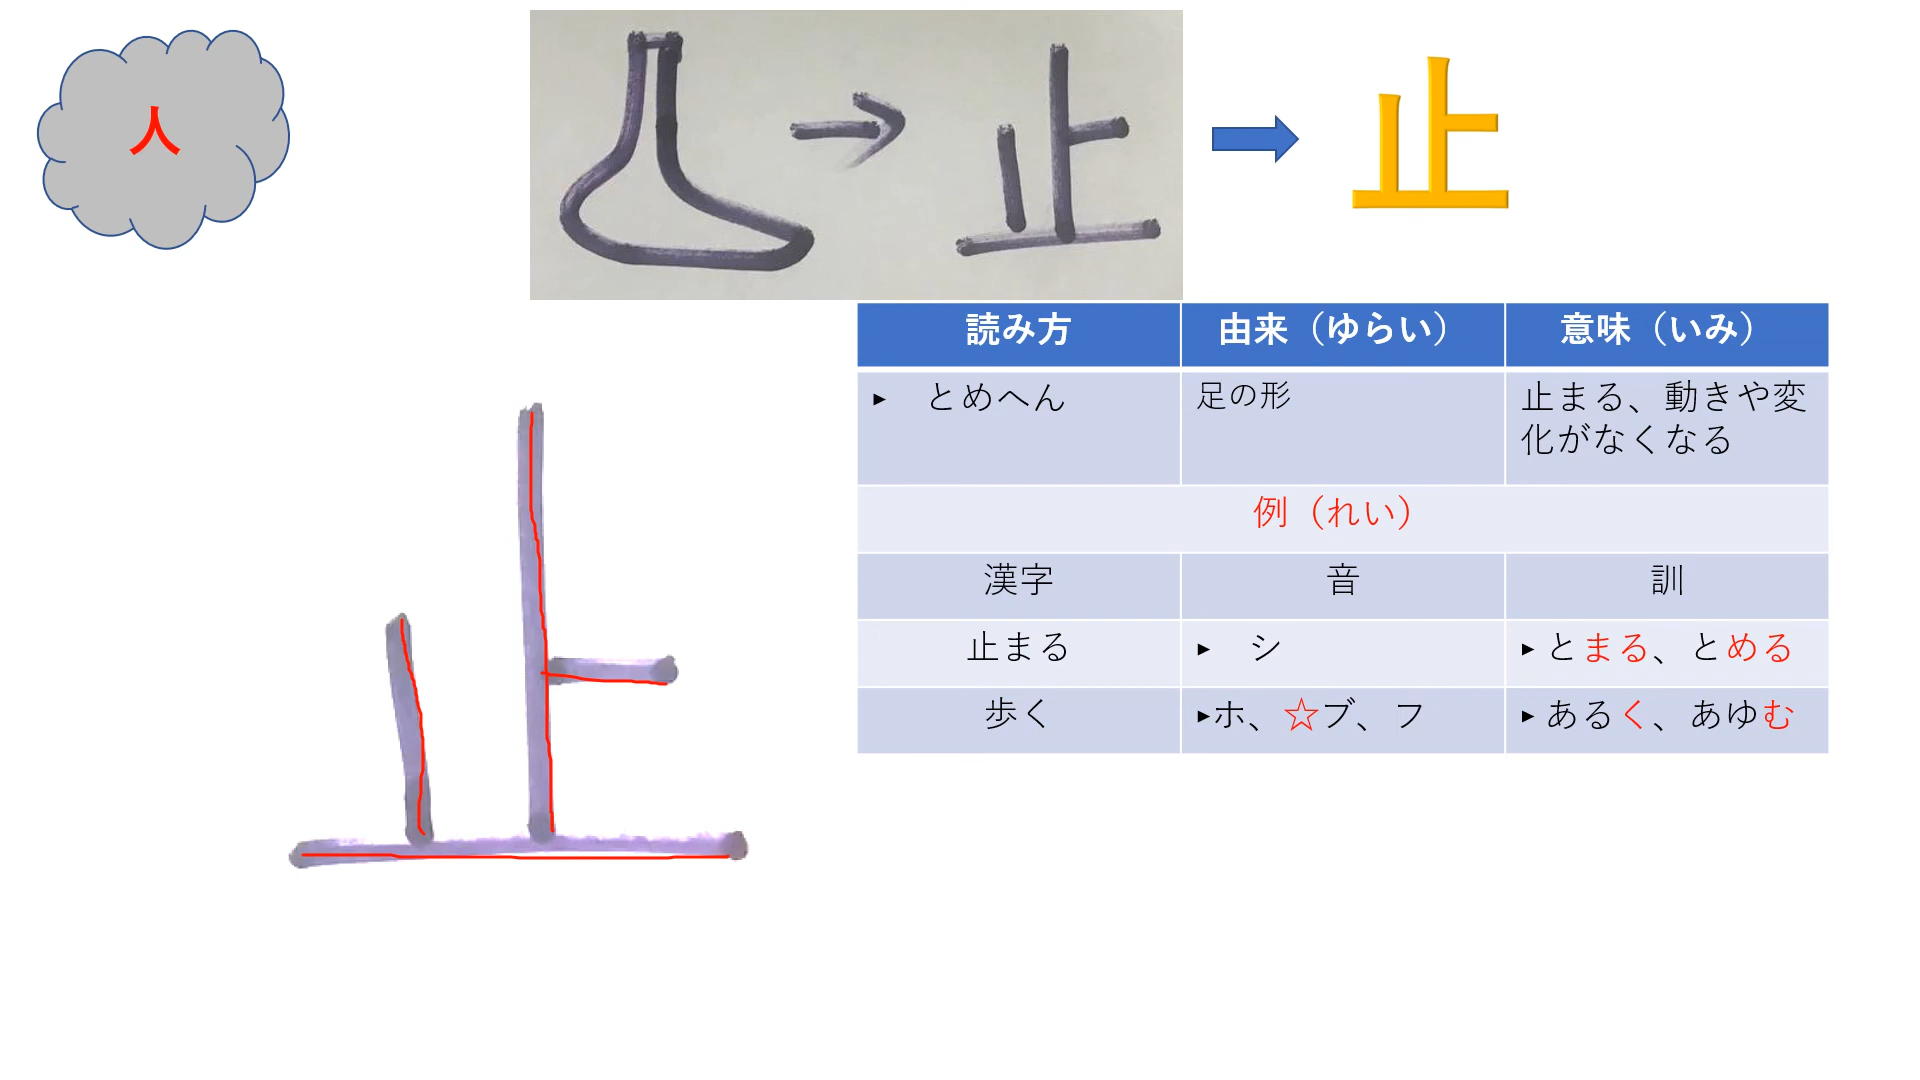 人
止
止
読み方 由来（ゆらい） 意味（いみ）
▸ とめへん 足の形 止まる、動きや変
化がなくなる
例（れい）
漢字 音 訓
止まる ▸ シ ▸ とまる、とめる
歩く ▸ホ、☆ブ、フ ▸ あるく、あゆむ
止